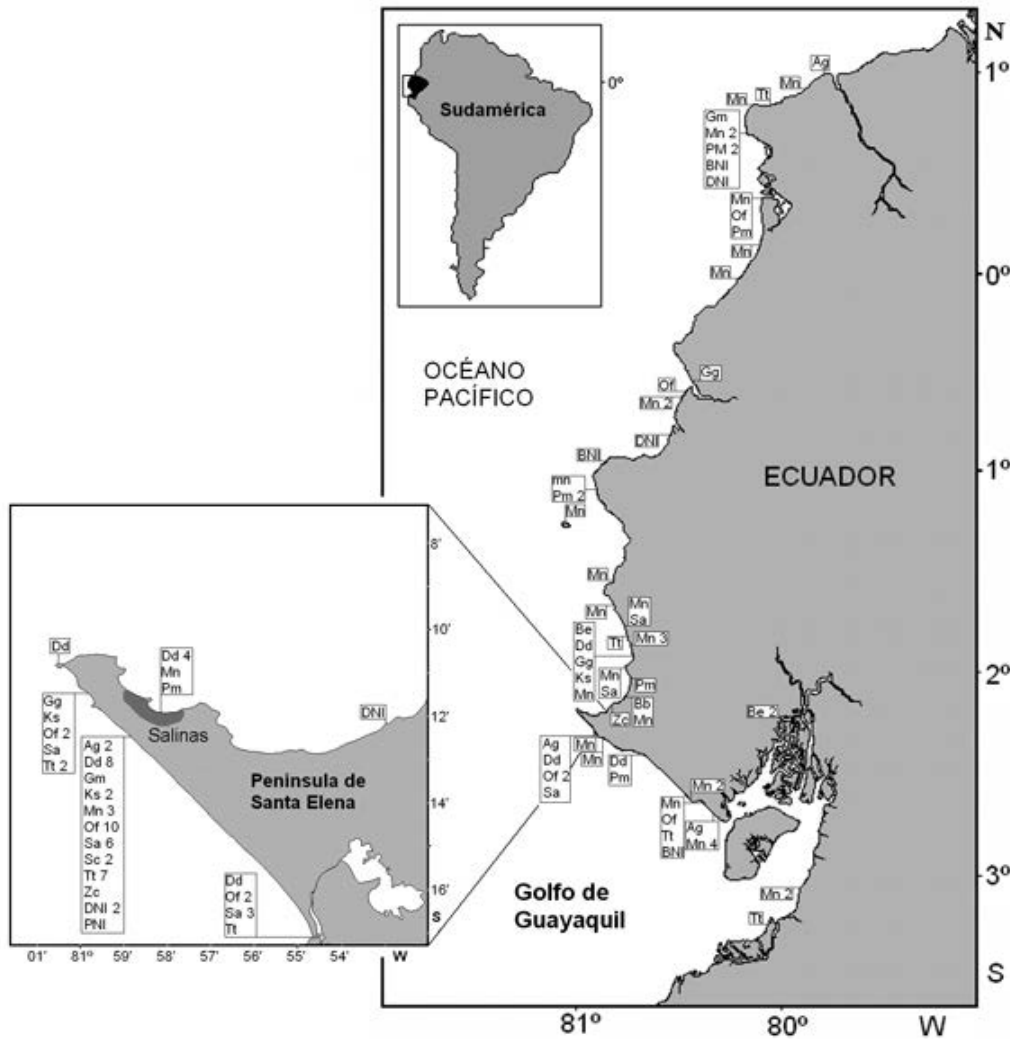 N
1º
0º
1º
2º
3º
S
81º
80º
W
0º
Sudamérica
OCÉANO
PACÍFICO
ECUADOR
Golfo de
Guayaquil
Ag
Mn
Tt
Mn
Gm
Mn 2
PM 2
BNI
DNI
Mn
Of
Pm
Mn
Mn
Gg
Of
Mn 2
DNI
BNI
mn
Pm 2
Mn
Mn
Mn
Mn
Sa
Mn 3
Tt
Be
Dd
Gg
Ks
Mn
Mn
Sa
Pm
Bb
Mn
Zc
Ag
Dd
Of 2
Sa
Mn
Mn
Dd
Pm
Be 2
Mn 2
Mn
Of
Tt
BNI
Ag
Mn 4
Mn 2
Tt
8'
10'
12'
14'
16'
S
01'
81º
59'
58'
57'
56'
55'
54'
W
Dd
Dd 4
Mn
Pm
Salinas
DNI
Gg
Ks
Of 2
Sa
Tt 2
Ag 2
Dd 8
Gm
Ks 2
Mn 3
Of 10
Sa 6
Sc 2
Tt 7
Zc
DNI 2
PNI
Península de
Santa Elena
Dd
Of 2
Sa 3
Tt